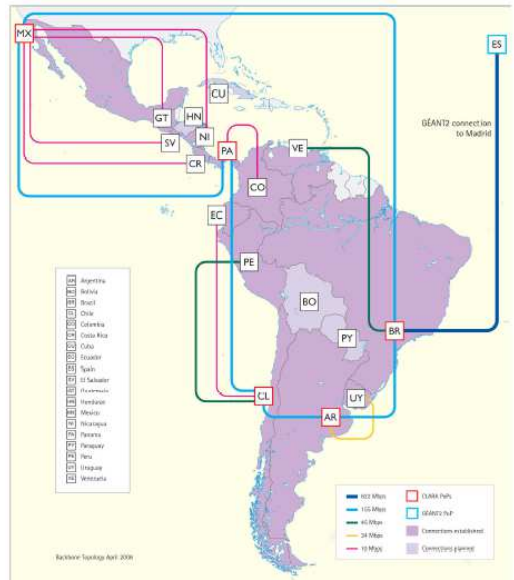 MX
ES
CU
GT
HN
GÉANT2 connection
to Madrid
NI
SV
PA
VE
CR
CO
EC
PE
BO
BR
PY
CL
UY
AR
AR Argentina
BO Bolivia
BR Brazil
CL Chile
CO Colombia
CR Costa Rica
CU Cuba
EC Ecuador
ES Spain
SV El Salvador
GT Guatemala
HN Honduras
MX Mexico
NI Nicaragua
PA Panama
PY Paraguay
PE Peru
UY Uruguay
VE Venezuela
622 Mbps
155 Mbps
45 Mbps
34 Mbps
10 Mbps
CLARA PoPs
GÉANT2 PoP
Connections established
Connections planned
Backbone Topology April 2006